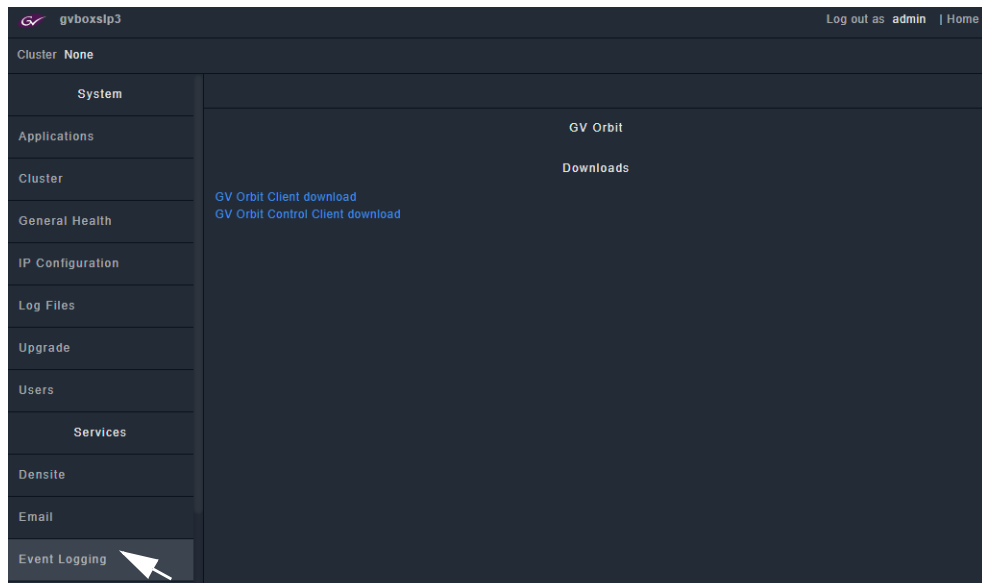 GV gvboxslp3
Log out as admin | Home
Cluster None
System
Applications
Cluster
General Health
IP Configuration
Log Files
Upgrade
Users
Services
Densite
Email
Event Logging
GV Orbit
Downloads
GV Orbit Client download
GV Orbit Control Client download